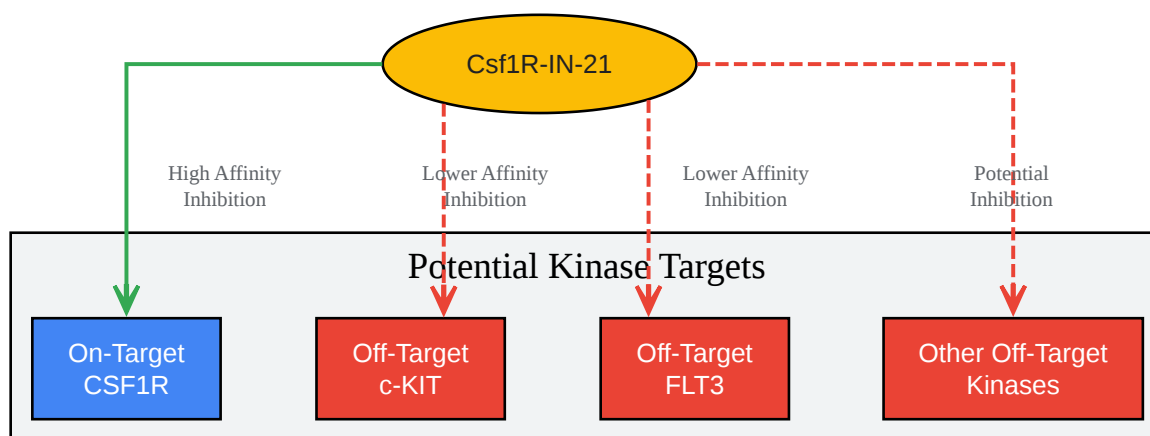 Csf1R-IN-21
High Affinity
Inhibition
Lower Affinity
Inhibition
Lower Affinity
Inhibition
Potential
Inhibition
Potential Kinase Targets
On-Target
CSF1R
Off-Target
c-KIT
Off-Target
FLT3
Other Off-Target
Kinases